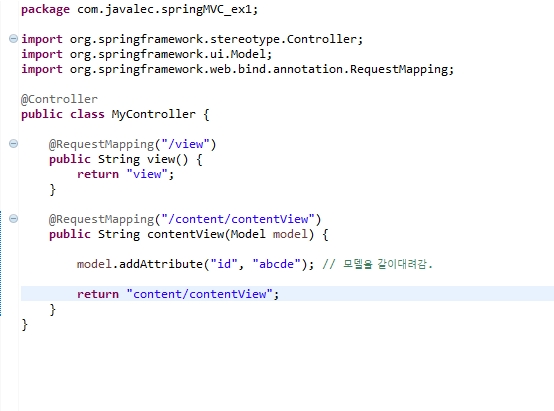 package com.javalec.springMVC_ex1;
import org.springframework.stereotype.Controller;
import org.springframework.ui.Model;
import org.springframework.web.bind.annotation.RequestMapping;
@Controller
public class MyController {
@RequestMapping("/view")
public String view() {
return "view";
}
@RequestMapping("/content/contentView")
public String contentView(Model model) {
model.addAttribute("id", "abcde"); // 모델을 같이대려감.
return "content/contentView";
}
}